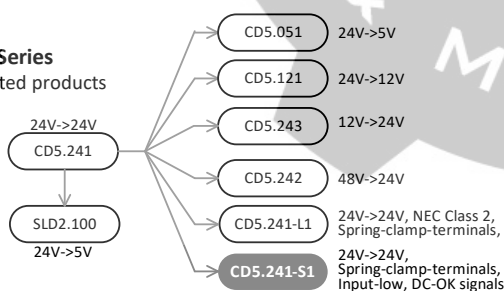 Series
ted products
24V->24V
CD5.241
SLD2.100
24V->5V
CD5.051 24V->5V
CD5.121 24V->12V
CD5.243 12V->24V
CD5.242 48V->24V
CD5.241-L1 24V->24V, NEC Class 2,
Spring-clamp-terminals,
CD5.241-S1 24V->24V,
Spring-clamp-terminals,
Input-low, DC-OK signals
M